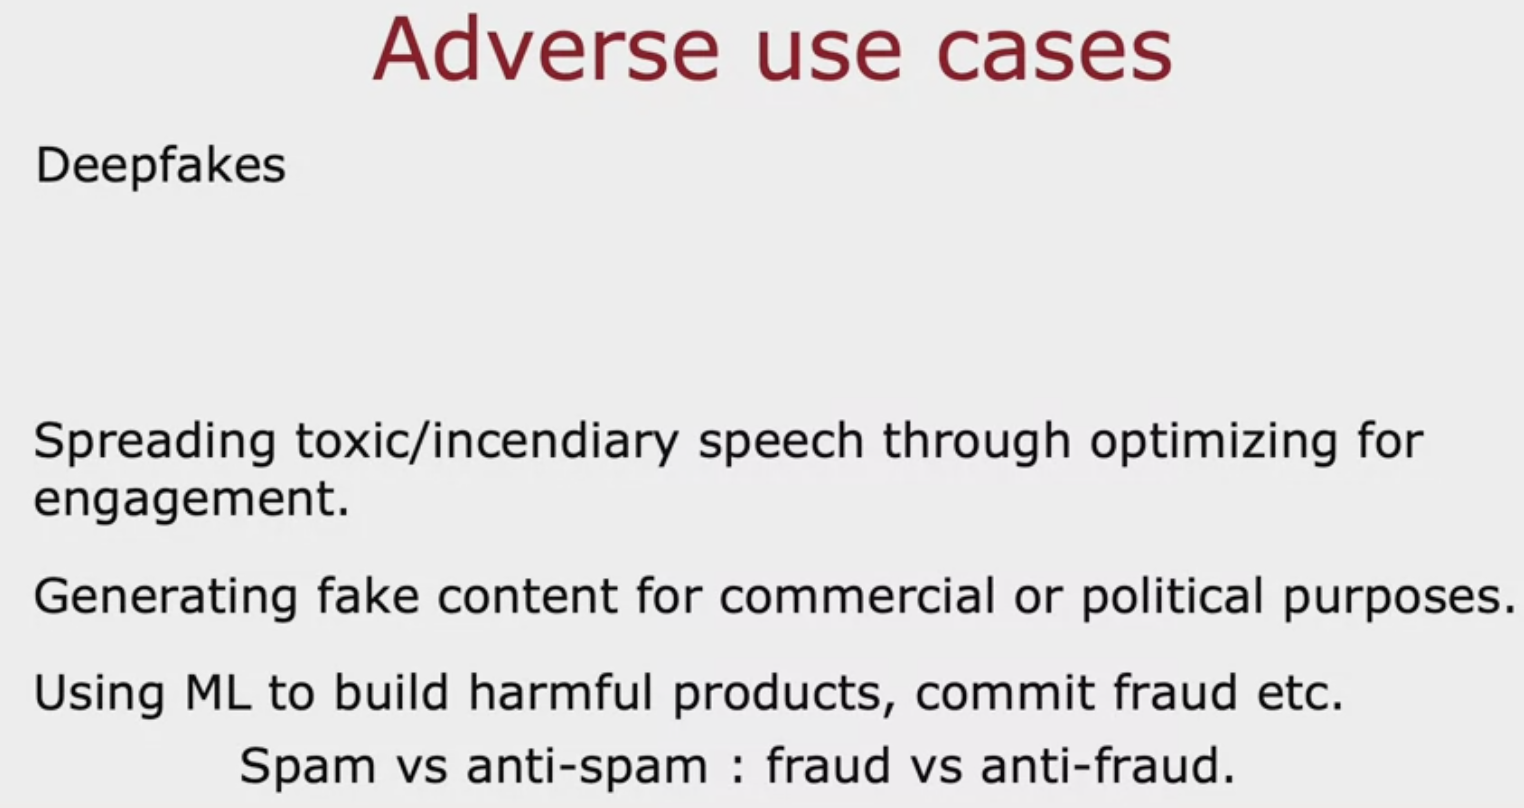 Adverse use cases
Deepfakes
Spreading toxic/incendiary speech through optimizing for
engagement.
Generating fake content for commercial or political purposes.
Using ML to build harmful products, commit fraud etc.
Spam vs anti-spam : fraud vs anti-fraud.